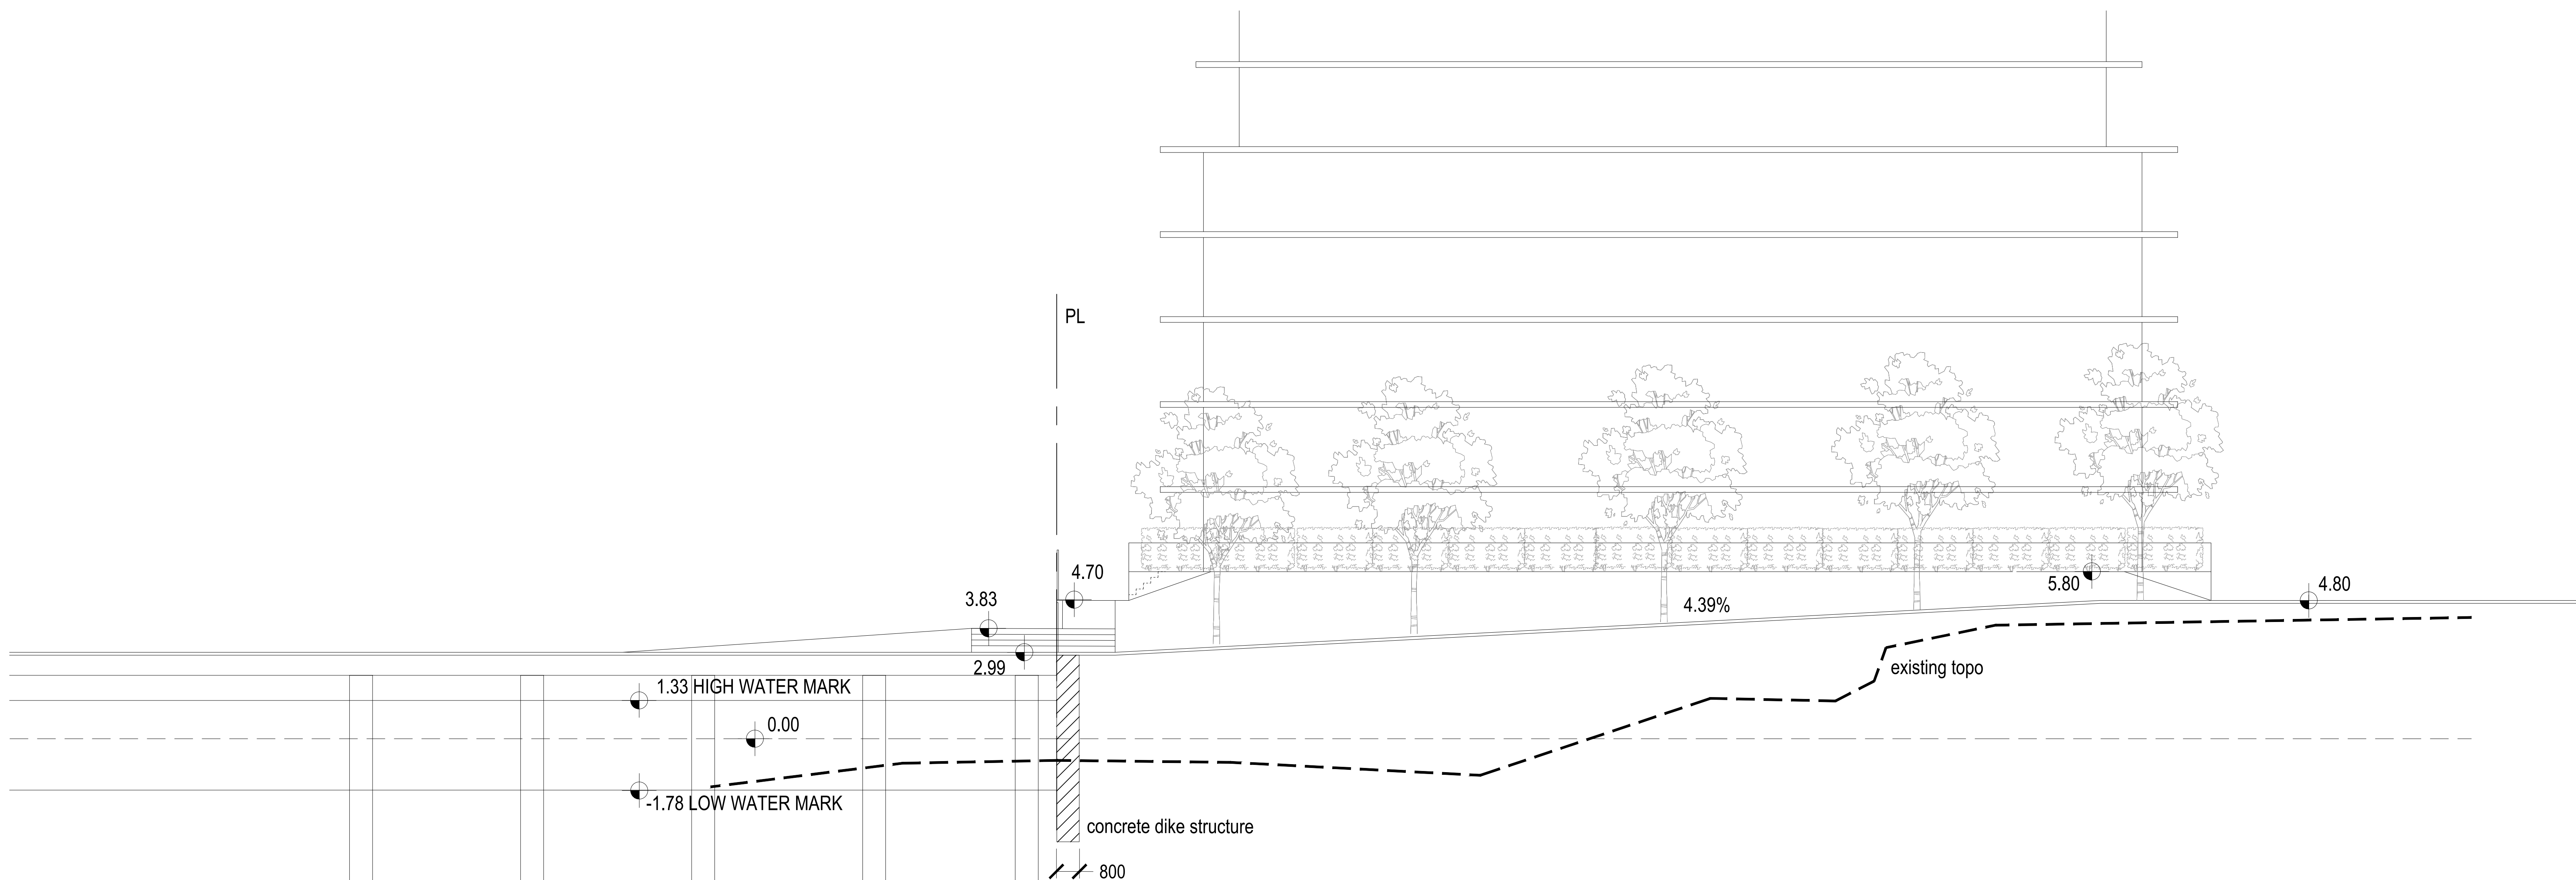 PL
4.70
3.83
5.80
4.80
4.39%
2.99
existing topo
1.33 HIGH WATER MARK
0.00
-1.78 LOW WATER MARK
concrete dike structure
800